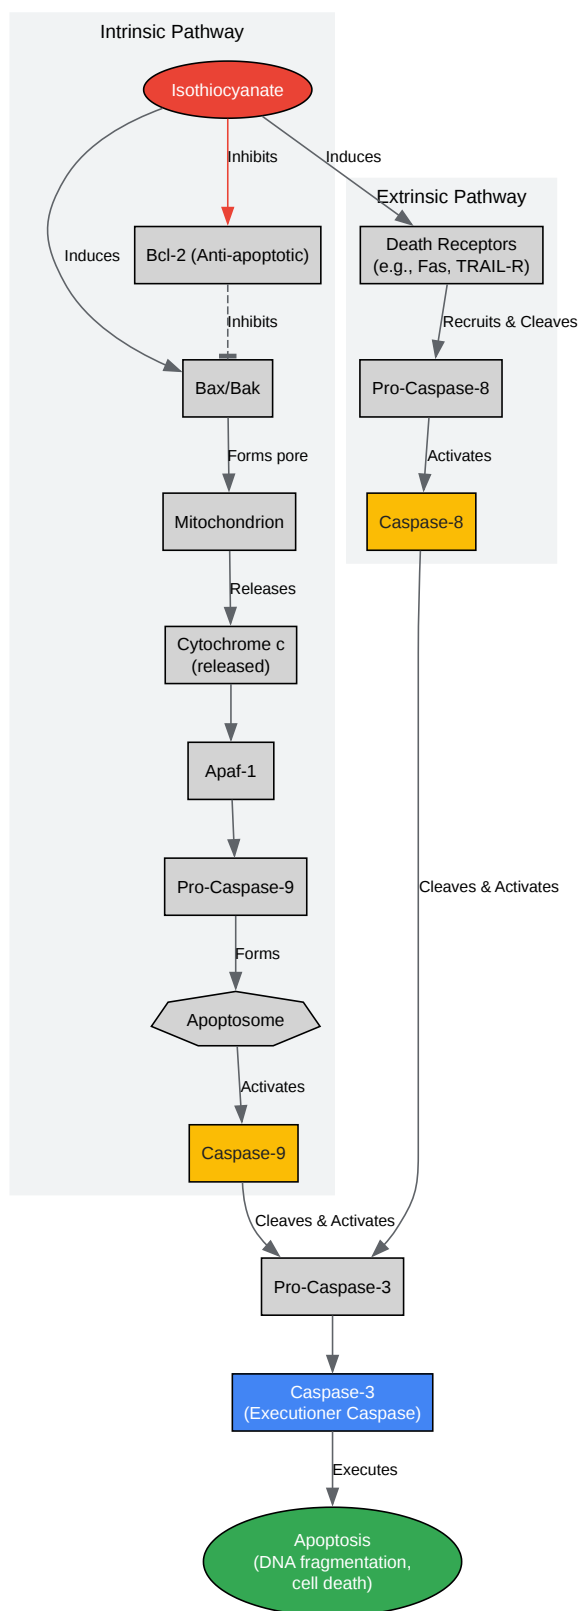 Intrinsic Pathway
Isothiocyanate
Inhibits
Induces
Extrinsic Pathway
Induces
Bcl-2 (Anti-apoptotic)
Death Receptors
(e.g., Fas, TRAIL-R)
Inhibits
Recruits & Cleaves
Bax/Bak
Pro-Caspase-8
Forms pore
Activates
Mitochondrion
Caspase-8
Releases
Cytochrome c
(released)
Apaf-1
Pro-Caspase-9
Cleaves & Activates
Forms
Apoptosome
Activates
Caspase-9
Cleaves & Activates
Pro-Caspase-3
Caspase-3
(Executioner Caspase)
Executes
Apoptosis
(DNA fragmentation,
cell death)